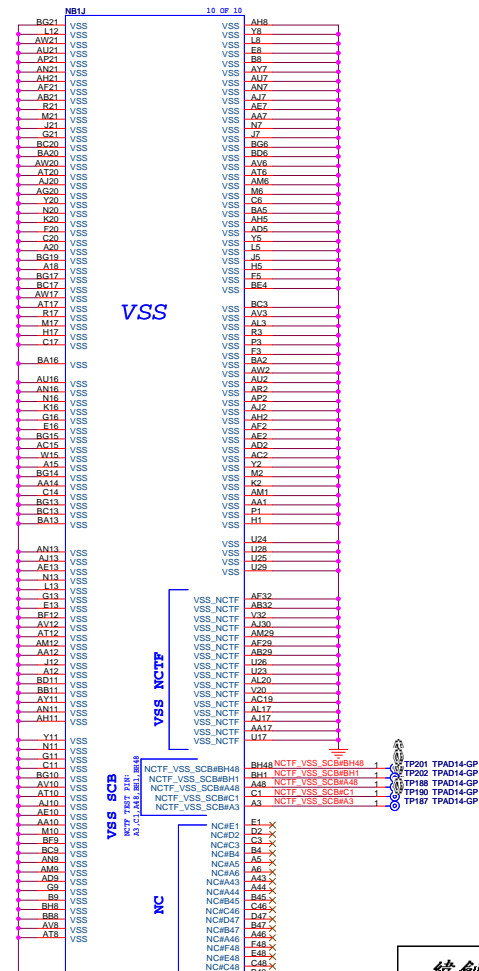 NB1J
10 OF 10
BG21 VSS VSS AH8
L12 VSS VSS Y8
AW21 VSS VSS L8
AU21 VSS VSS E8
AP21 VSS VSS B8
AN21 VSS VSS AY7
AH21 VSS VSS AU7
AF21 VSS VSS AN7
AB21 VSS VSS AJ7
R21 VSS VSS AE7
M21 VSS VSS AA7
J21 VSS VSS N7
G21 VSS VSS J7
BC20 VSS VSS BG6
BA20 VSS VSS BD6
AW20 VSS VSS AV6
AT20 VSS VSS AT6
AJ20 VSS VSS AM6
AG20 VSS VSS M6
Y20 VSS VSS C6
N20 VSS VSS BA5
K20 VSS VSS AH5
F20 VSS VSS AD5
C20 VSS VSS Y5
A20 VSS VSS L5
BG19 VSS VSS J5
A18 VSS VSS H5
BG17 VSS VSS F5
BC17 VSS VSS BE4
AW17 VSS
AT17 VSS VSS BC3
R17 VSS VSS AV3
M17 VSS VSS AL3
H17 VSS VSS R3
C17 VSS VSS P3
VSS F3
BA16 VSS VSS BA2
VSS AW2
AU16 VSS VSS AU2
AN16 VSS VSS AR2
N16 VSS VSS AP2
K16 VSS VSS AJ2
G16 VSS VSS AH2
E16 VSS VSS AF2
BG15 VSS VSS AE2
AC15 VSS VSS AD2
W15 VSS VSS AC2
A15 VSS VSS Y2
BG14 VSS VSS M2
AA14 VSS VSS K2
C14 VSS VSS AM1
BG13 VSS VSS AA1
BC13 VSS VSS P1
BA13 VSS VSS H1
VSS
VSS U24
AN13 VSS VSS U28
AJ13 VSS VSS U25
AE13 VSS VSS U29
N13 VSS
L13 VSS
G13 VSS VSS_NCTF AF32
E13 VSS VSS_NCTF AB32
BF12 VSS VSS_NCTF V32
AV12 VSS VSS_NCTF AJ30
AT12 VSS VSS_NCTF AM29
AM12 VSS VSS_NCTF AF29
AA12 VSS VSS_NCTF AB29
J12 VSS VSS_NCTF U26
A12 VSS VSS_NCTF U23
BD11 VSS VSS_NCTF AL20
BB11 VSS VSS_NCTF V20
AY11 VSS VSS_NCTF AC19
AN11 VSS VSS_NCTF AL17
AH11 VSS VSS_NCTF AJ17
VSS_NCTF AA17
Y11 VSS VSS_NCTF U17
N11 VSS
VSS NCTF
G11 VSS
C11 VSS NCTF_VSS_SCB#BH48 BH48 NCTF_VSS_SCB#BH48 1 TP201 TPAD14-GP
BG10 VSS NCTF_VSS_SCB#BH1 BH1 NCTF_VSS_SCB#BH1 1 TP202 TPAD14-GP
AV10 VSS NCTF_VSS_SCB#A48 A48 NCTF_VSS_SCB#A48 1 TP188 TPAD14-GP
AT10 VSS NCTF_VSS_SCB#C1 C1 NCTF_VSS_SCB#C1 1 TP190 TPAD14-GP
AJ10 VSS NCTF_VSS_SCB#A3 A3 NCTF_VSS_SCB#A3 1 TP187 TPAD14-GP
VSS SCB
NCTF TEST PIN:
A3,C1,A48,BH1,BH48
AE10 VSS
AA10 VSS NC#E1 E1
M10 VSS NC#D2 D2
BF9 VSS NC#C3 C3
BC9 VSS NC#B4 B4
AN9 VSS NC#A5 A5
AM9 VSS NC#A6 A6
AD9 VSS NC#A43 A43
G9 VSS NC#A44 A44
B9 VSS NC#B45 B45
BH8 VSS NC#C46 C46
BB8 VSS NC#D47 D47
AV8 VSS NC#B47 B47
AT8 VSS NC#A46 A46
NC#F48 F48
NC#E48 E48
NC#C48 C48
NC